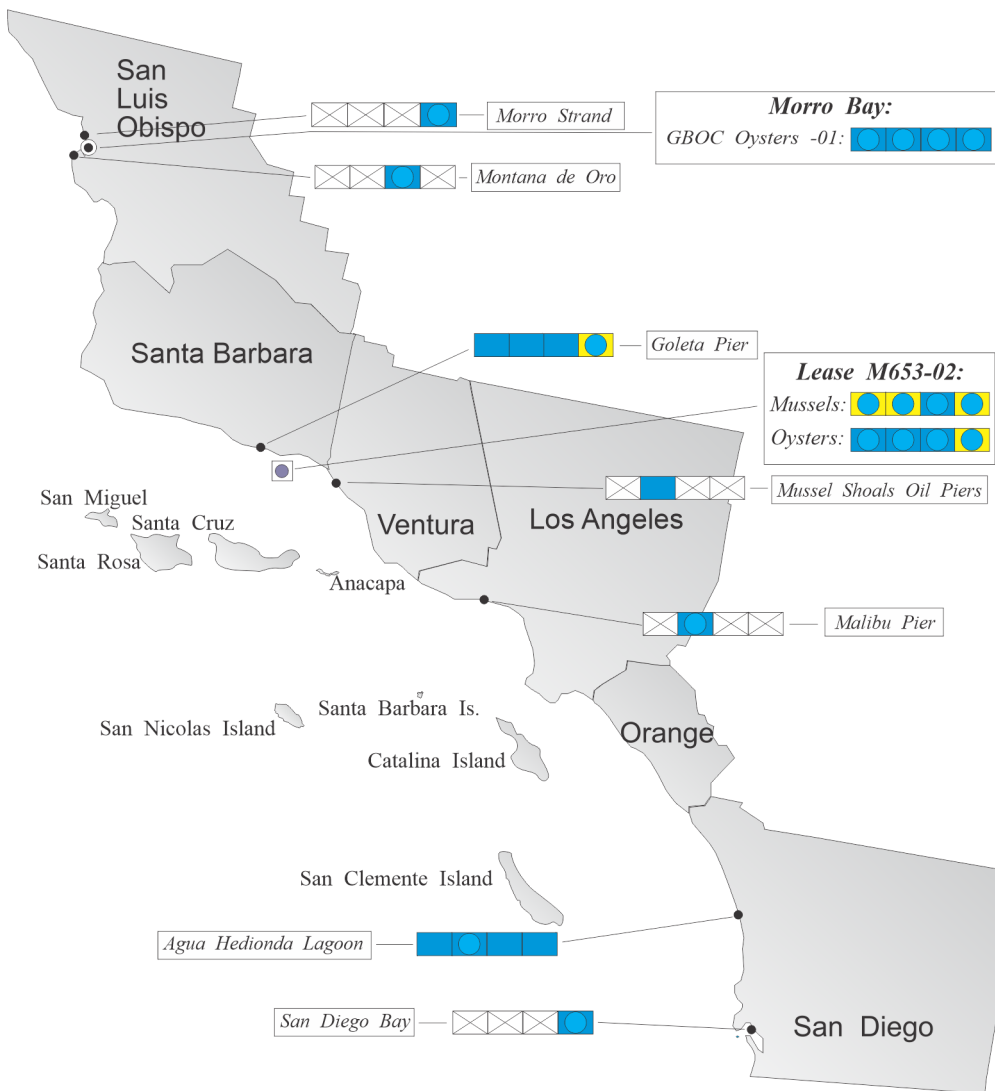 San
Luis
Obispo
Morro Strand
Morro Bay:
GBOC Oysters -01:
Montana de Oro
Santa Barbara
Goleta Pier
Lease M653-02:
Mussels:
Oysters:
Mussel Shoals Oil Piers
San Miguel
Santa Cruz
Santa Rosa
Ventura
Los Angeles
Anacapa
Malibu Pier
Santa Barbara Is.
San Nicolas Island
Orange
Catalina Island
San Clemente Island
Agua Hedionda Lagoon
San Diego Bay
San Diego